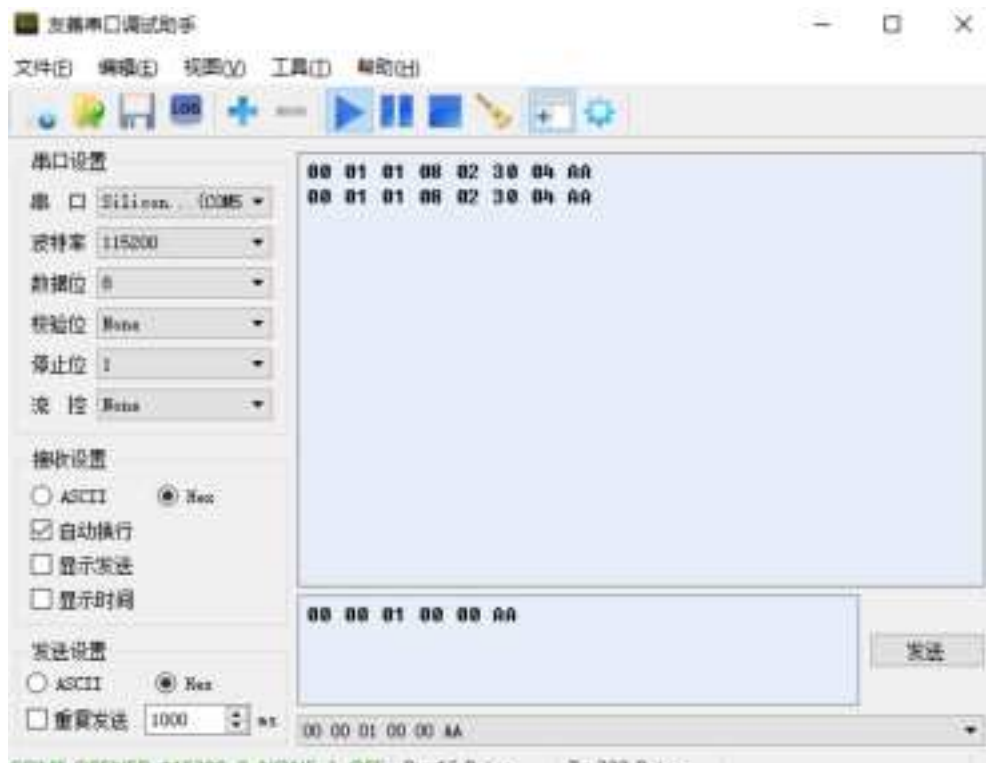 友善串口调试助手
文件(F) 编辑(E) 视图(V) 工具(T) 帮助(H)
LOG
串口设置
串 口 Silicon... (COM5
波特率 115200
数据位 8
校验位 None
停止位 1
流 控 None
接收设置
ASCII Hex
自动换行
显示发送
显示时间
发送设置
ASCII Hex
重复发送 1000 ms
00 01 01 08 02 30 04 AA
00 01 01 08 02 30 04 AA
00 00 01 00 00 AA
发送
00 00 01 00 00 AA